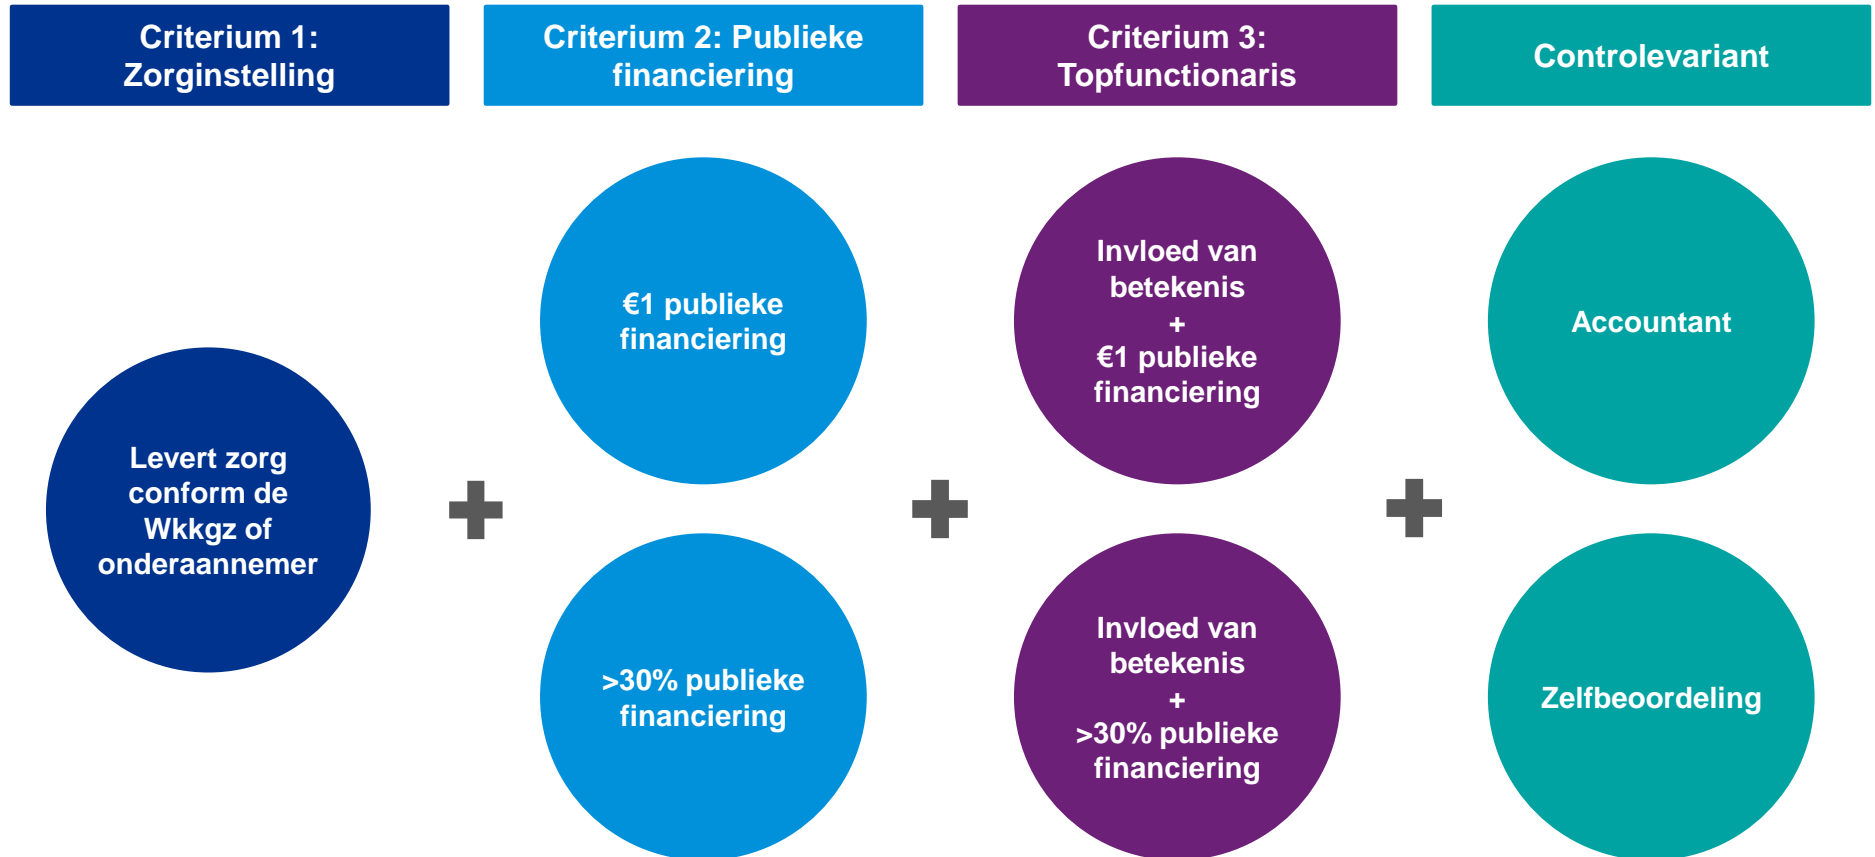 Criterium 1:
Zorginstelling
Criterium 2: Publieke
financiering
Criterium 3:
Topfunctionaris
Controlevariant
Levert zorg
conform de
Wkkgz of
onderaannemer
€1 publieke
financiering
>30% publieke
financiering
Invloed van
betekenis
+
€1 publieke
financiering
Invloed van
betekenis
+
>30% publieke
financiering
Accountant
Zelfbeoordeling